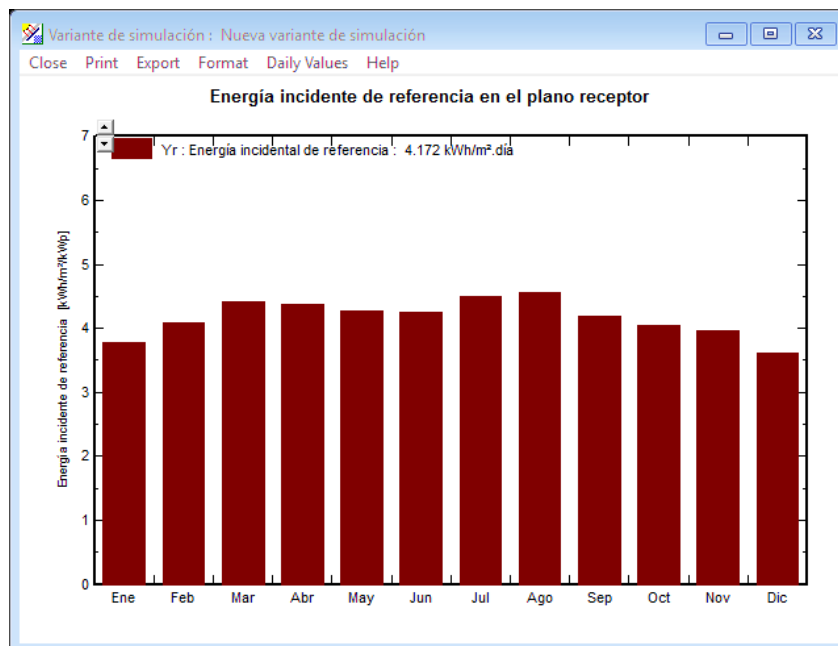 Variante de simulación : Nueva variante de simulación
Close Print Export Format Daily Values Help
Energía incidente de referencia en el plano receptor
Yr : Energía incidental de referencia : 4.172 kWh/m².día
Energía incidente de referencia [kWh/m²/kWp]
7
6
5
4
3
2
1
0
Ene Feb Mar Abr May Jun Jul Ago Sep Oct Nov Dic